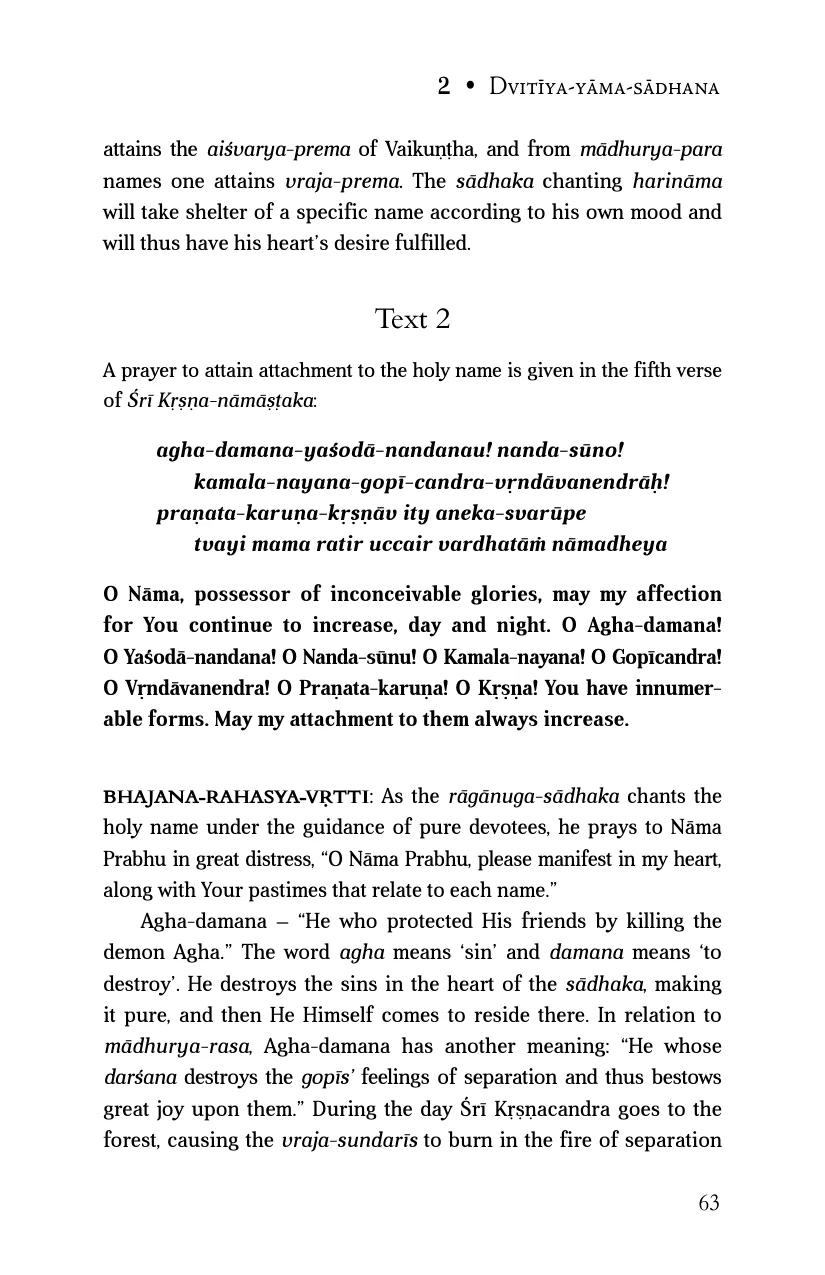 2 • Dvitīya-yāma-sādhana
attains the aiśvarya-prema of Vaikuṇṭha, and from mādhurya-para
names one attains vraja-prema. The sādhaka chanting harināma
will take shelter of a specific name according to his own mood and
will thus have his heart’s desire fulfilled.
Text 2
A prayer to attain attachment to the holy name is given in the fifth verse
of Śrī Kṛṣṇa-nāmāṣṭaka:
agha-damana-yaśodā-nandanau! nanda-sūno!
kamala-nayana-gopī-candra-vṛndāvanendrāḥ!
praṇata-karuṇa-kṛṣṇāv ity aneka-svarūpe
tvayi mama ratir uccair vardhatāṁ nāmadheya
O Nāma, possessor of inconceivable glories, may my affection
for You continue to increase, day and night. O Agha-damana!
O Yaśodā-nandana! O Nanda-sūnu! O Kamala-nayana! O Gopīcandra!
O Vṛndāvanendra! O Praṇata-karuṇa! O Kṛṣṇa! You have innumer-
able forms. May my attachment to them always increase.
BHAJANA-RAHASYA-VṚTTI: As the rāgānuga-sādhaka chants the
holy name under the guidance of pure devotees, he prays to Nāma
Prabhu in great distress, “O Nāma Prabhu, please manifest in my heart,
along with Your pastimes that relate to each name.”
Agha-damana – “He who protected His friends by killing the
demon Agha.” The word agha means ‘sin’ and damana means ‘to
destroy’. He destroys the sins in the heart of the sādhaka, making
it pure, and then He Himself comes to reside there. In relation to
mādhurya-rasa, Agha-damana has another meaning: “He whose
darśana destroys the gopīs’ feelings of separation and thus bestows
great joy upon them.” During the day Śrī Kṛṣṇacandra goes to the
forest, causing the vraja-sundarīs to burn in the fire of separation
63